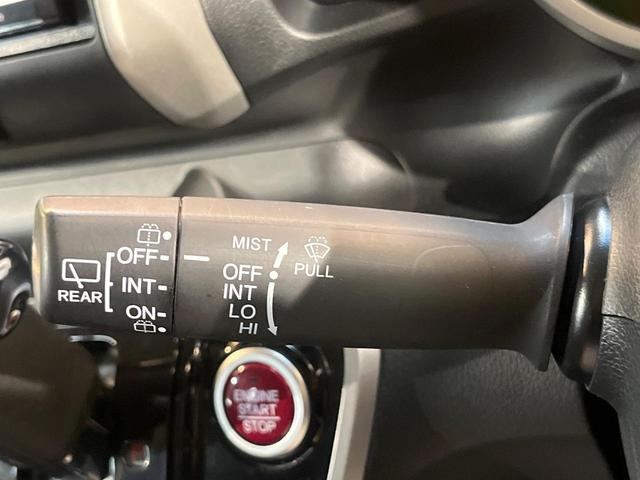 REAR
OFF
INT
ON
MIST
OFF
INT
LO
HI
PULL
ENGINE
START
STOP